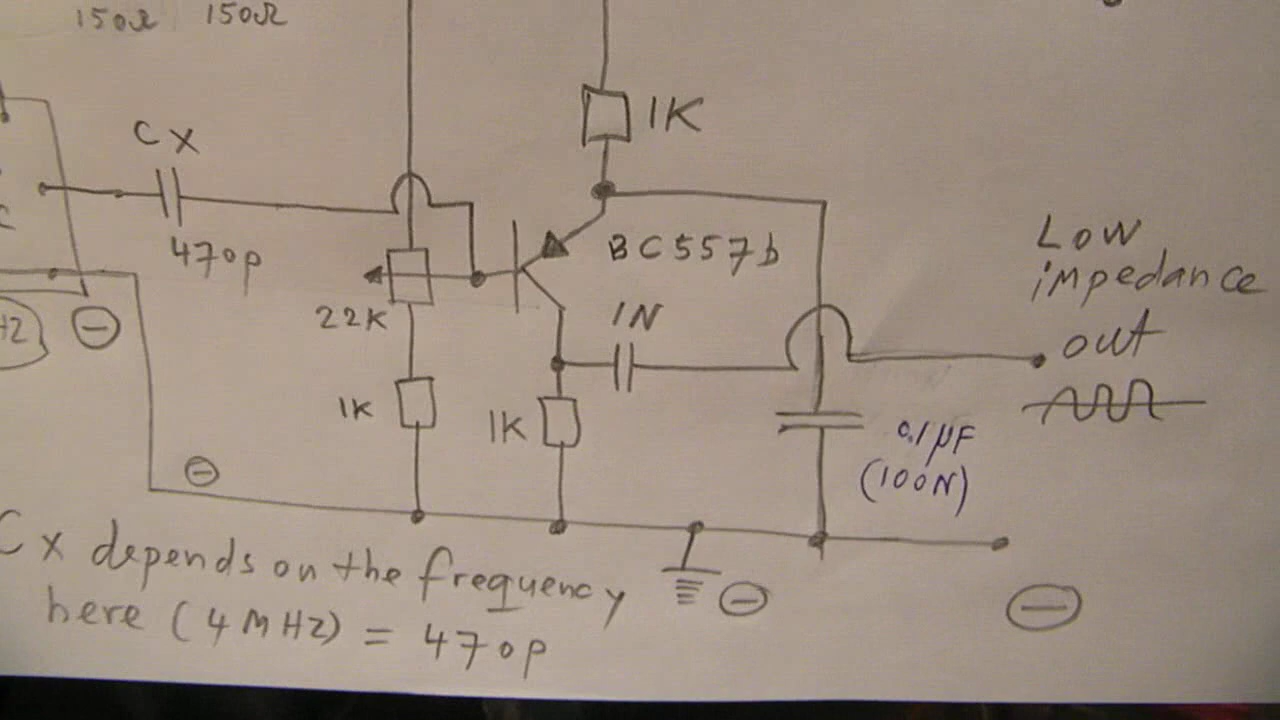 150Ω 150Ω
1K
CX
470p
BC557b
Low
impedance
out
22K
1N
1K
1K
0,1µF
(100N)
Cx depends on the frequency
here (4MHZ) = 470p